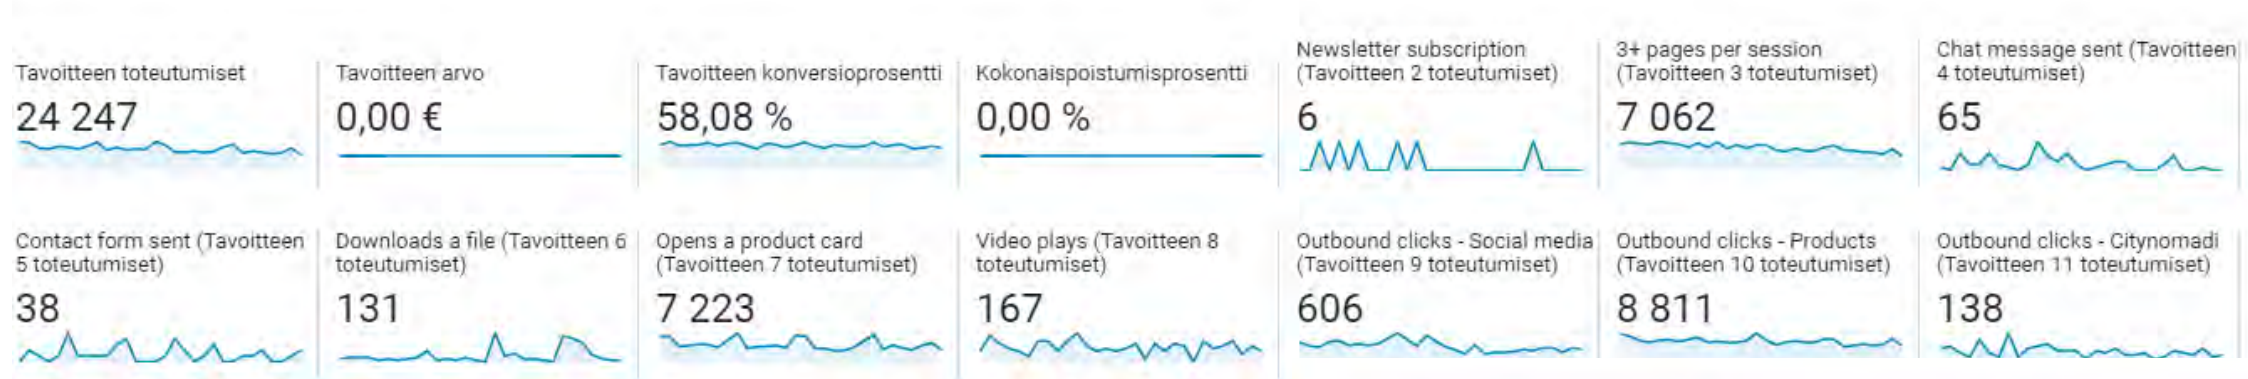 Tavoitteen toteutumiset
24 247
Tavoitteen arvo
0,00 €
Tavoitteen konversioprosentti
58,08 %
Kokonaispoistumisprosentti
0,00 %
Newsletter subscription
(Tavoitteen 2 toteutumiset)
6
3+ pages per session
(Tavoitteen 3 toteutumiset)
7 062
Chat message sent (Tavoitteen
4 toteutumiset)
65
Contact form sent (Tavoitteen
5 toteutumiset)
38
Downloads a file (Tavoitteen 6
toteutumiset)
131
Opens a product card
(Tavoitteen 7 toteutumiset)
7 223
Video plays (Tavoitteen 8
toteutumiset)
167
Outbound clicks - Social media
(Tavoitteen 9 toteutumiset)
606
Outbound clicks - Products
(Tavoitteen 10 toteutumiset)
8 811
Outbound clicks - Citynomadi
(Tavoitteen 11 toteutumiset)
138